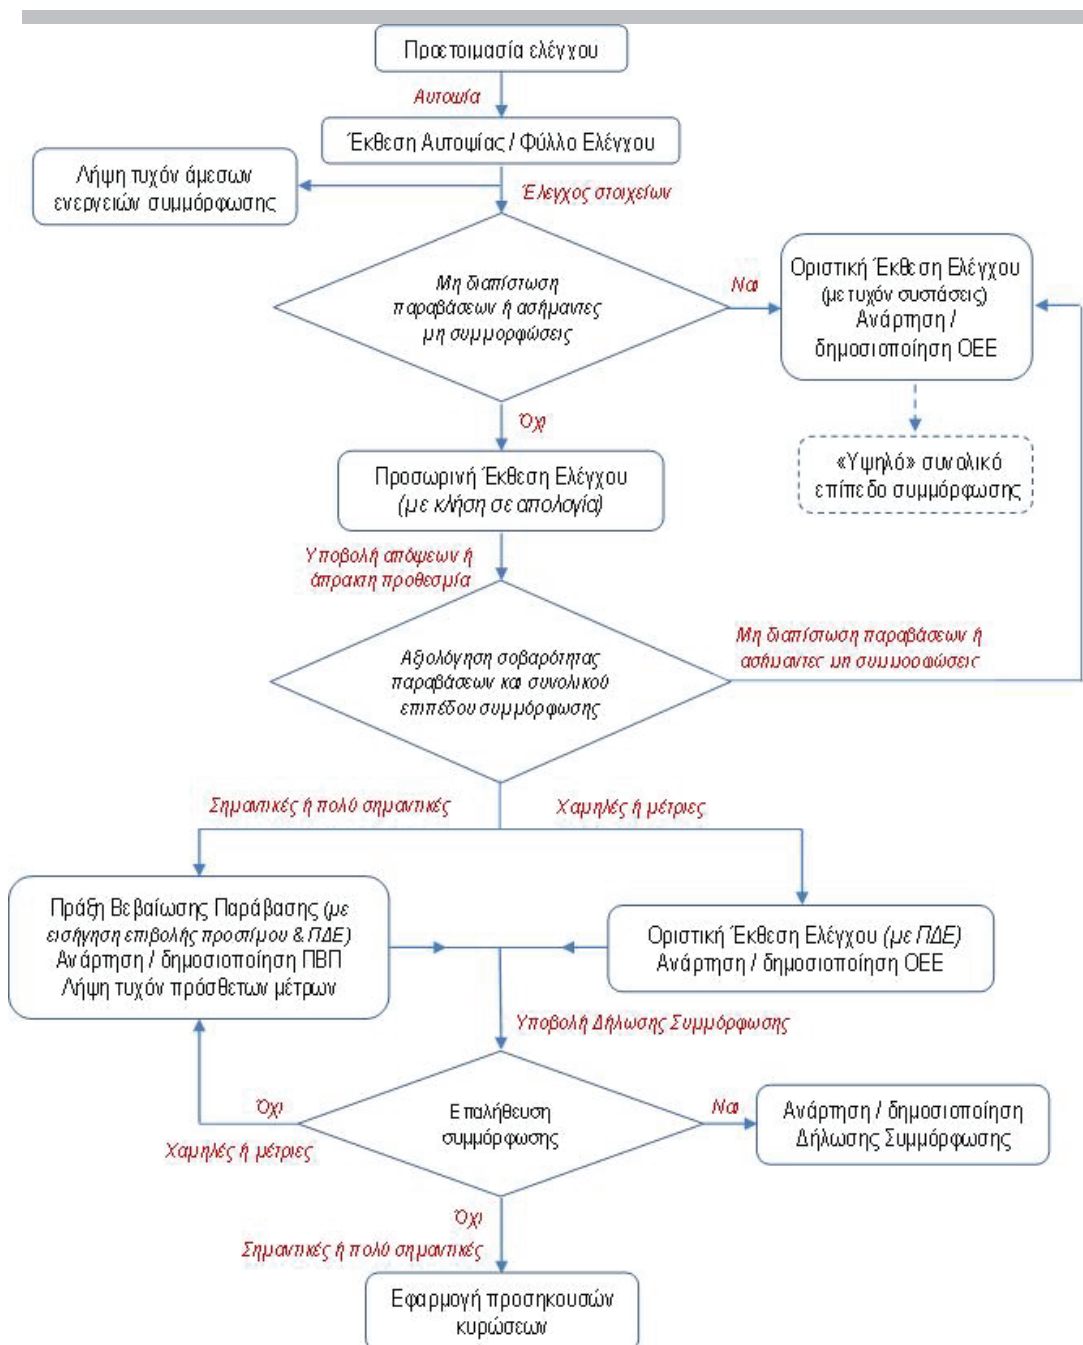 Προετοιμασία ελέγχου
Αυτοψία
Έκθεση Αυτοψίας / Φύλλο Ελέγχου
Λήψη τυχόν άμεσων
ενεργειών συμμόρφωσης
Έλεγχος στοιχείων
Μη διαπίστωση
παραβάσεων ή ασήμαντες
μη συμμορφώσεις
Ναι
Οριστική Έκθεση Ελέγχου
(με τυχόν συστάσεις)
Ανάρτηση /
δημοσιοποίηση ΟΕΕ
Όχι
«Υψηλό» συνολικό
επίπεδο συμμόρφωσης
Προσωρινή Έκθεση Ελέγχου
(με κλήση σε απολογία)
Υποβολή απόψεων ή
άπρακτη προθεσμία
Μη διαπίστωση παραβάσεων ή
ασήμαντες μη συμμορφώσεις
Αξιολόγηση σοβαρότητας
παραβάσεων και συνολικού
επιπέδου συμμόρφωσης
Σημαντικές ή πολύ σημαντικές
Χαμηλές ή μέτριες
Πράξη Βεβαίωσης Παράβασης (με
εισήγηση επιβολής προστίμου & ΠΔΕ)
Ανάρτηση / δημοσιοποίηση ΠΒΠ
Λήψη τυχόν πρόσθετων μέτρων
Οριστική Έκθεση Ελέγχου (με ΠΔΕ)
Ανάρτηση / δημοσιοποίηση ΟΕΕ
Υποβολή Δήλωσης Συμμόρφωσης
Όχι
Χαμηλές ή μέτριες
Επαλήθευση
συμμόρφωσης
Ναι
Ανάρτηση / δημοσιοποίηση
Δήλωσης Συμμόρφωσης
Όχι
Σημαντικές ή πολύ σημαντικές
Εφαρμογή προσηκουσών
κυρώσεων